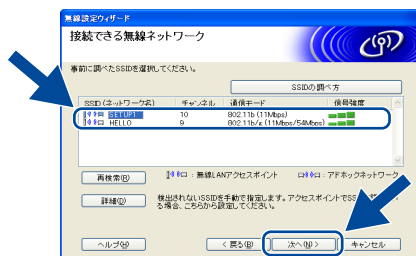 無線設定ウィザード
接続できる無線ネットワーク
事前に調べたSSIDを選択してください。
SSIDの調べ方
SSID (ネットワーク名) チャンネル 通信モード 信号強度
SETUP1 10 802.11b (11Mbps)
HELLO 9 802.11b/g (11Mbps/54Mbps)
再検索(R) : 無線LANアクセスポイント : アドホックネットワーク
詳細(D) 検出されないSSIDを手動で指定します。アクセスポイントでSS
る場合、こちらから設定してください。
ヘルプ(H) < 戻る(B) 次へ(N) > キャンセル